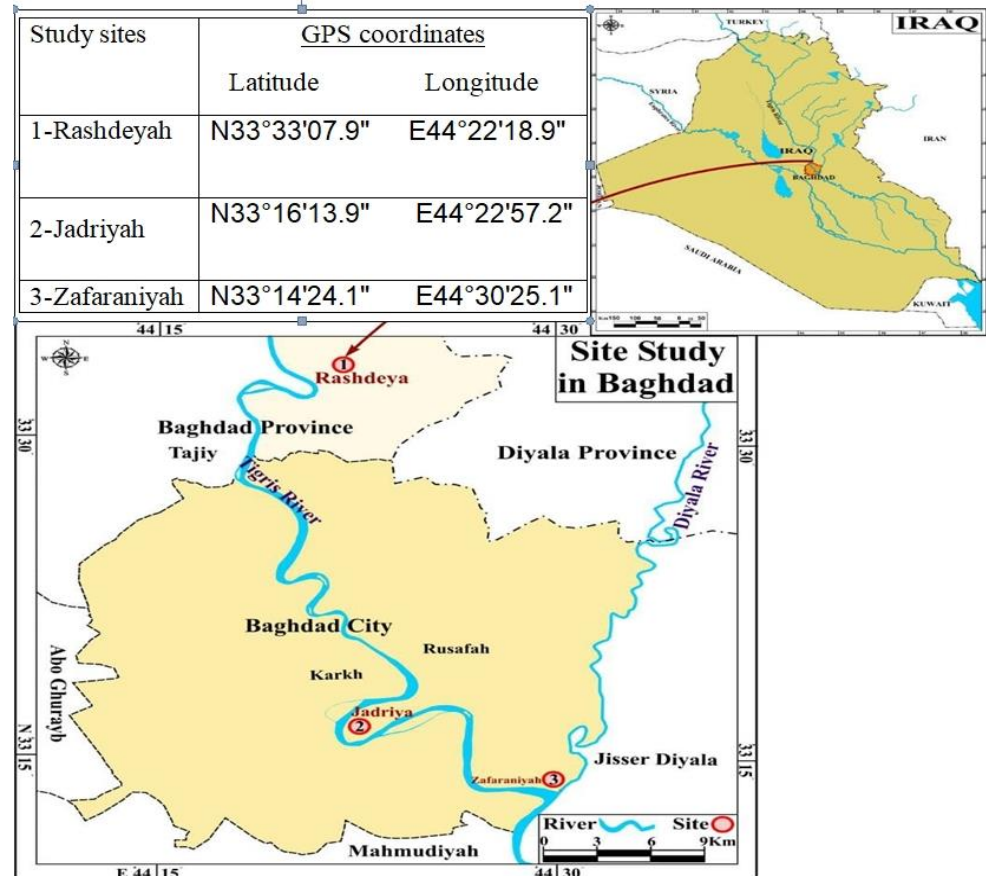 Study sites GPS coordinates
Latitude Longitude
1-Rashdeyah N33°33'07.9" E44°22'18.9"
2-Jadriyah N33°16'13.9" E44°22'57.2"
3-Zafaraniyah N33°14'24.1" E44°30'25.1"
IRAQ
TURKEY
SYRIA
Euphrates River
Tigris River
IRAN
IRAQ
BAGHDAD
SAUDI ARABIA
KUWAIT
44 15 44 30
Site Study
in Baghdad
N
W E
S
1
Rashdeya
33 30
33 30
Baghdad Province
Tajiy
Diyala Province
Tigris River
Diyala River
Baghdad City
Rusafah
Karkh
Abo Ghurayb
Jadriya
2
N 33 15
33 15
Jisser Diyala
Zafaraniyah 3
River Site
0 3 6 9Km
Mahmudiyah
E 44 15 44 30